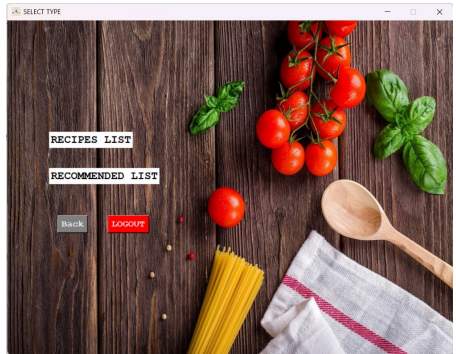 SELECT TYPE
RECIPES LIST
RECOMMENDED LIST
Back LOGOUT